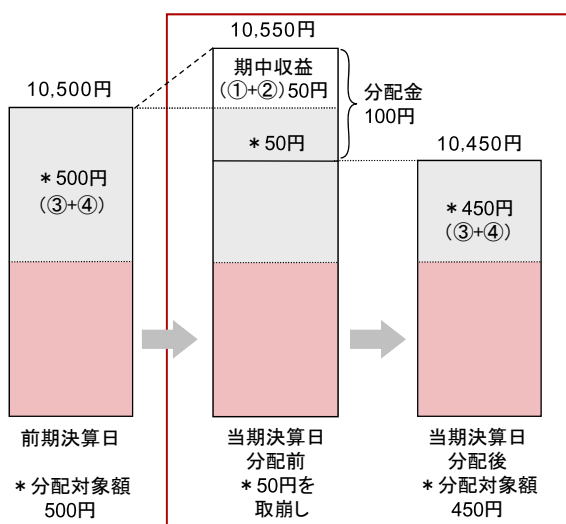 10,500円
＊500円
(③+④)
前期決算日
＊分配対象額
500円
10,550円
期中収益
(①+②)50円
＊50円
分配金
100円
当期決算日
分配前
＊50円を
取崩し
10,450円
＊450円
(③+④)
当期決算日
分配後
＊分配対象額
450円